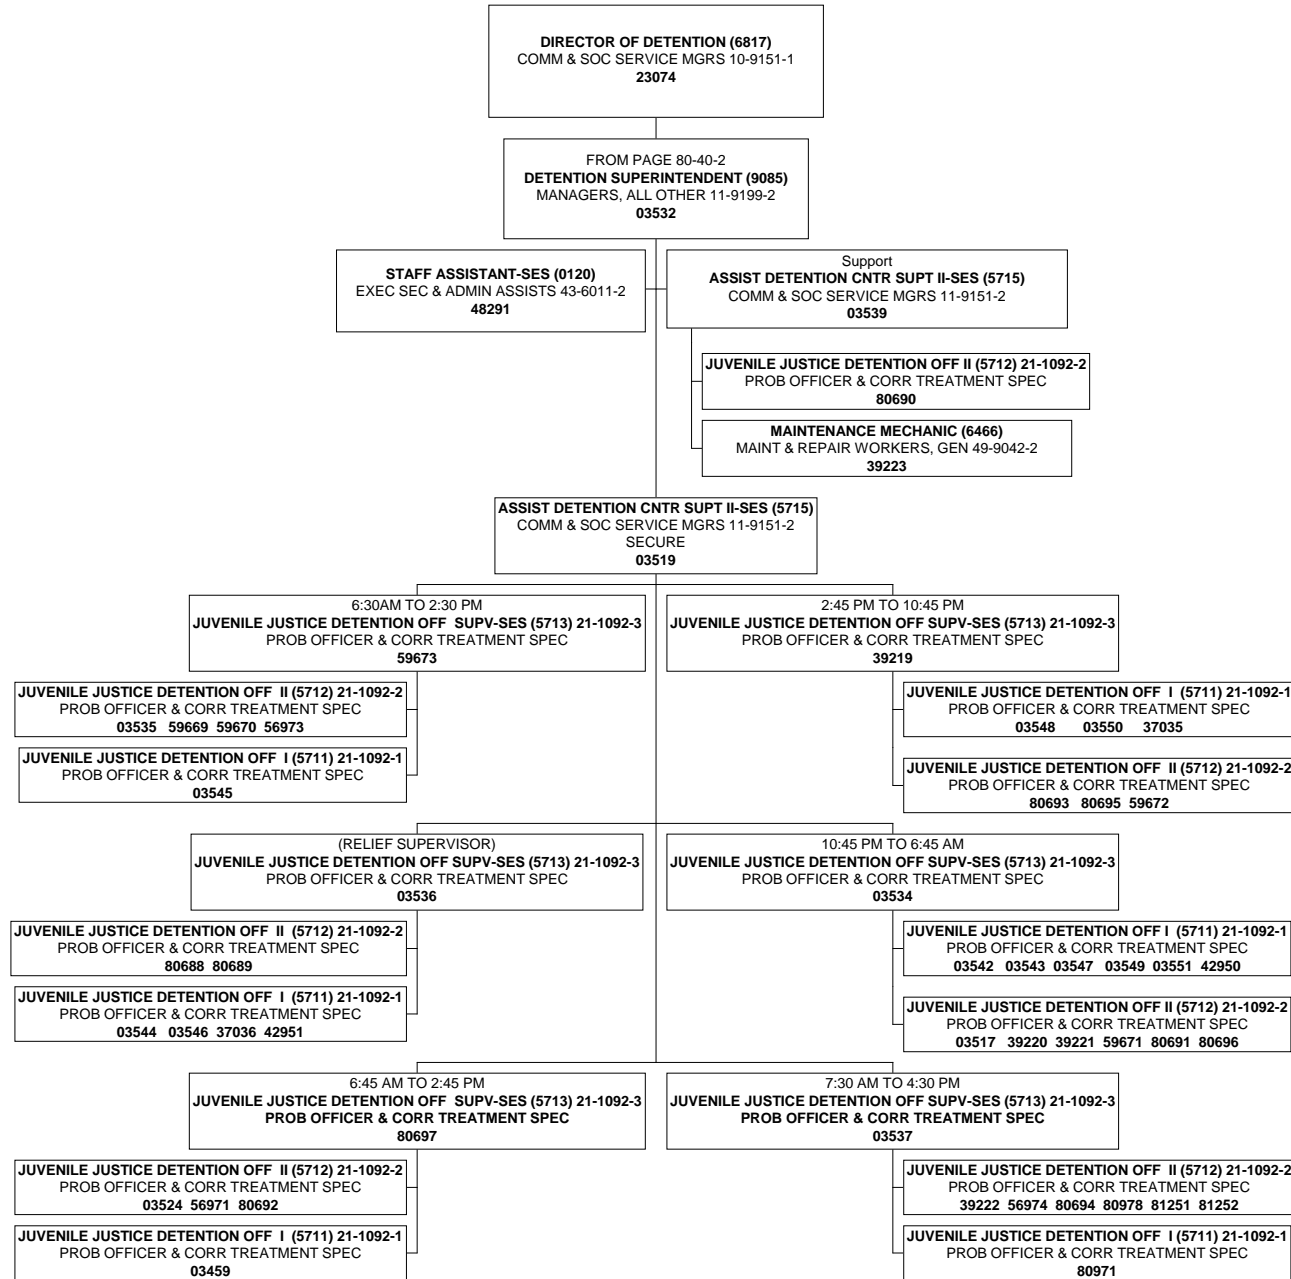 DIRECTOR OF DETENTION (6817)
COMM & SOC SERVICE MGRS 10-9151-1
23074
FROM PAGE 80-40-2
DETENTION SUPERINTENDENT (9085)
MANAGERS, ALL OTHER 11-9199-2
03532
STAFF ASSISTANT-SES (0120)
EXEC SEC & ADMIN ASSISTS 43-6011-2
48291
Support
ASSIST DETENTION CNTR SUPT II-SES (5715)
COMM & SOC SERVICE MGRS 11-9151-2
03539
JUVENILE JUSTICE DETENTION OFF II (5712) 21-1092-2
PROB OFFICER & CORR TREATMENT SPEC
80690
MAINTENANCE MECHANIC (6466)
MAINT & REPAIR WORKERS, GEN 49-9042-2
39223
ASSIST DETENTION CNTR SUPT II-SES (5715)
COMM & SOC SERVICE MGRS 11-9151-2
SECURE
03519
6:30AM TO 2:30 PM
JUVENILE JUSTICE DETENTION OFF SUPV-SES (5713) 21-1092-3
PROB OFFICER & CORR TREATMENT SPEC
59673
JUVENILE JUSTICE DETENTION OFF II (5712) 21-1092-2
PROB OFFICER & CORR TREATMENT SPEC
03535 59669 59670 56973
JUVENILE JUSTICE DETENTION OFF I (5711) 21-1092-1
PROB OFFICER & CORR TREATMENT SPEC
03545
2:45 PM TO 10:45 PM
JUVENILE JUSTICE DETENTION OFF SUPV-SES (5713) 21-1092-3
PROB OFFICER & CORR TREATMENT SPEC
39219
JUVENILE JUSTICE DETENTION OFF I (5711) 21-1092-1
PROB OFFICER & CORR TREATMENT SPEC
03548 03550 37035
JUVENILE JUSTICE DETENTION OFF II (5712) 21-1092-2
PROB OFFICER & CORR TREATMENT SPEC
80693 80695 59672
(RELIEF SUPERVISOR)
JUVENILE JUSTICE DETENTION OFF SUPV-SES (5713) 21-1092-3
PROB OFFICER & CORR TREATMENT SPEC
03536
JUVENILE JUSTICE DETENTION OFF II (5712) 21-1092-2
PROB OFFICER & CORR TREATMENT SPEC
80688 80689
JUVENILE JUSTICE DETENTION OFF I (5711) 21-1092-1
PROB OFFICER & CORR TREATMENT SPEC
03544 03546 37036 42951
10:45 PM TO 6:45 AM
JUVENILE JUSTICE DETENTION OFF SUPV-SES (5713) 21-1092-3
PROB OFFICER & CORR TREATMENT SPEC
03534
JUVENILE JUSTICE DETENTION OFF I (5711) 21-1092-1
PROB OFFICER & CORR TREATMENT SPEC
03542 03543 03547 03549 03551 42950
JUVENILE JUSTICE DETENTION OFF II (5712) 21-1092-2
PROB OFFICER & CORR TREATMENT SPEC
03517 39220 39221 59671 80691 80696
6:45 AM TO 2:45 PM
JUVENILE JUSTICE DETENTION OFF SUPV-SES (5713) 21-1092-3
PROB OFFICER & CORR TREATMENT SPEC
80697
JUVENILE JUSTICE DETENTION OFF II (5712) 21-1092-2
PROB OFFICER & CORR TREATMENT SPEC
03524 56971 80692
JUVENILE JUSTICE DETENTION OFF I (5711) 21-1092-1
PROB OFFICER & CORR TREATMENT SPEC
03459
7:30 AM TO 4:30 PM
JUVENILE JUSTICE DETENTION OFF SUPV-SES (5713) 21-1092-3
PROB OFFICER & CORR TREATMENT SPEC
03537
JUVENILE JUSTICE DETENTION OFF II (5712) 21-1092-2
PROB OFFICER & CORR TREATMENT SPEC
39222 56974 80694 80978 81251 81252
JUVENILE JUSTICE DETENTION OFF I (5711) 21-1092-1
PROB OFFICER & CORR TREATMENT SPEC
80971